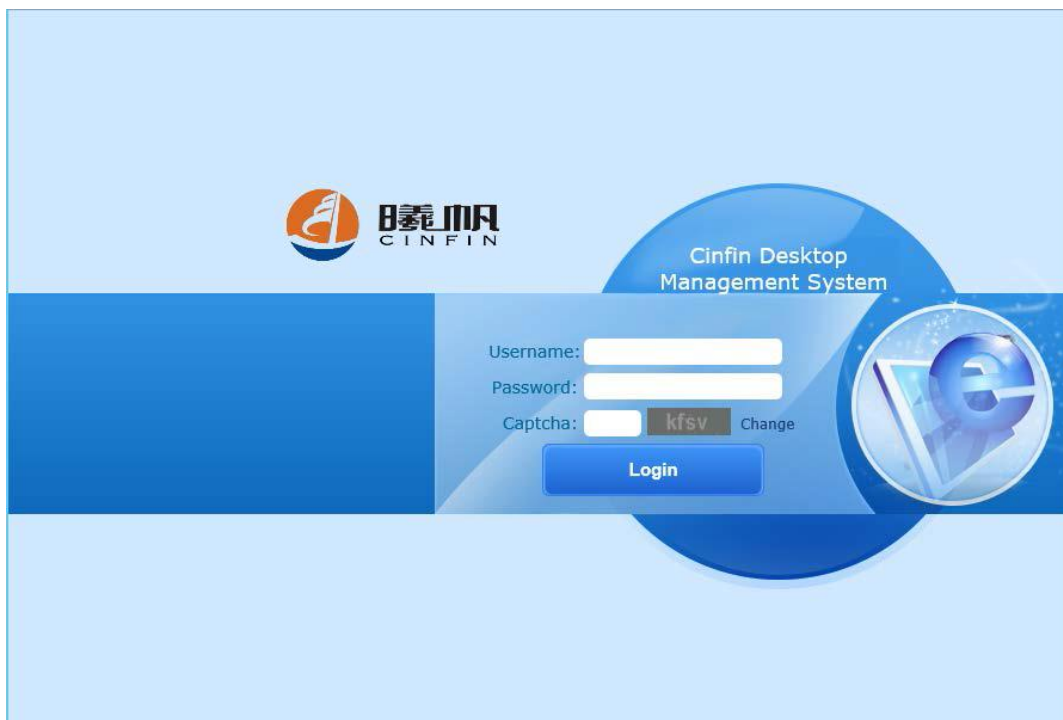 曦帆
CINFIN
Cinfin Desktop
Management System
Username:
Password:
Captcha: kfsv Change
Login